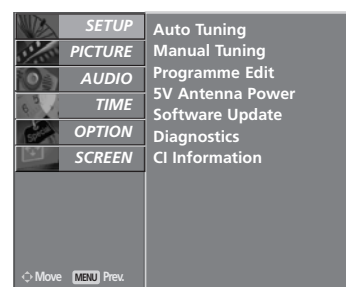 SETUP
PICTURE
AUDIO
TIME
OPTION
SCREEN
Auto Tuning
Manual Tuning
Programme Edit
5V Antenna Power
Software Update
Diagnostics
CI Information
Move MENU Prev.